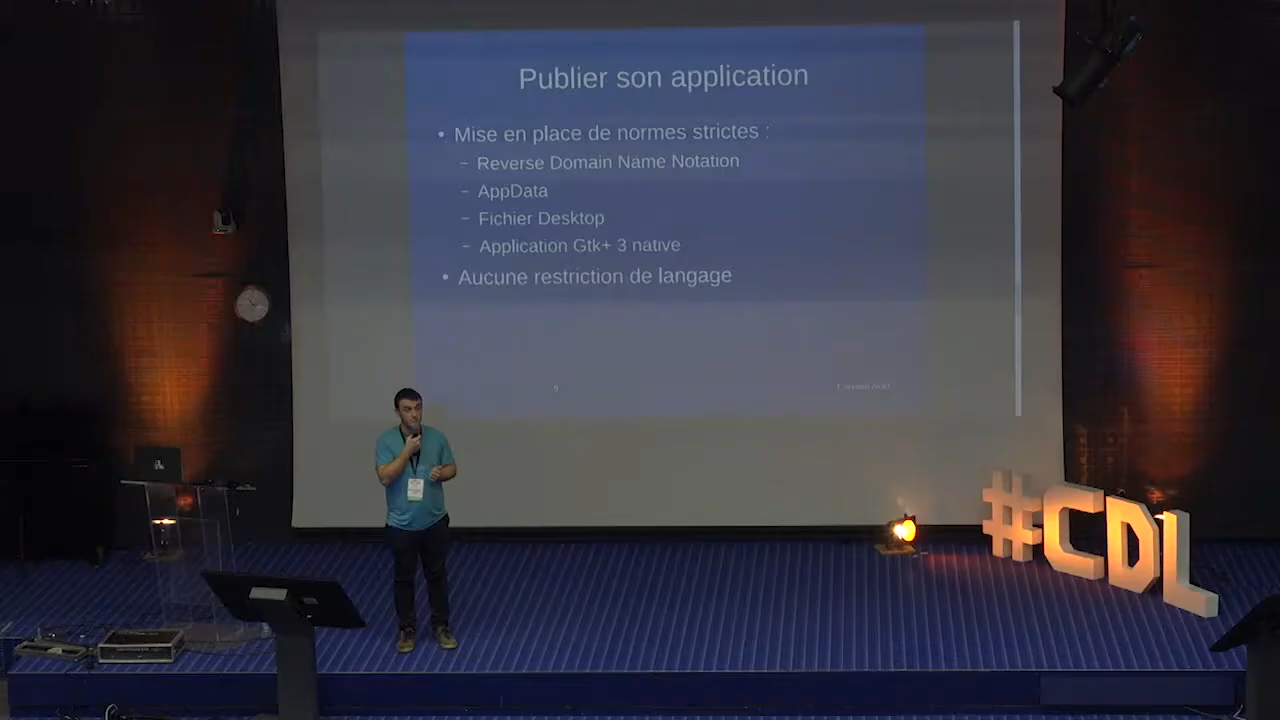 Publier son application
• Mise en place de normes strictes :
– Reverse Domain Name Notation
– AppData
– Fichier Desktop
– Application Gtk+ 3 native
• Aucune restriction de langage
#CDL